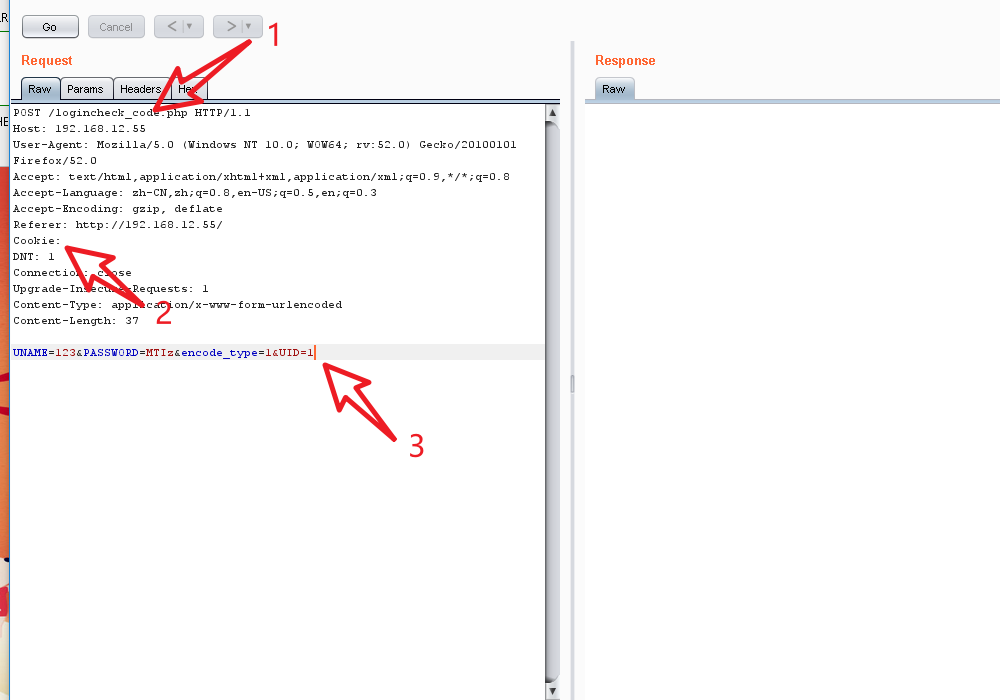 Go Cancel < > 1
Request Response
Raw Params Headers Hex Raw
POST /logincheck_code.php HTTP/1.1
Host: 192.168.12.55
User-Agent: Mozilla/5.0 (Windows NT 10.0; WOW64; rv:52.0) Gecko/20100101
Firefox/52.0
Accept: text/html,application/xhtml+xml,application/xml;q=0.9,*/*;q=0.8
Accept-Language: zh-CN,zh;q=0.8,en-US;q=0.5,en;q=0.3
Accept-Encoding: gzip, deflate
Referer: http://192.168.12.55/
Cookie:
DNT: 1
Connection: close
Upgrade-Insecure-Requests: 1
Content-Type: application/x-www-form-urlencoded
2
Content-Length: 37
UNAME=123&PASSWORD=MTIz&encode_type=1&UID=1
3